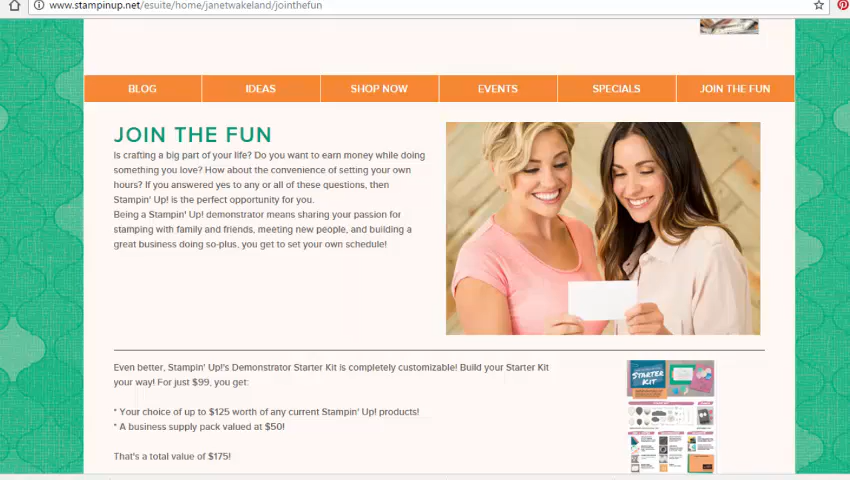 www.stampinup.net/esuite/home/janetwakeland/jointhefun
BLOG IDEAS SHOP NOW EVENTS SPECIALS JOIN THE FUN
JOIN THE FUN
Is crafting a big part of your life? Do you want to earn money while doing
something you love? How about the convenience of setting your own
hours? If you answered yes to any or all of these questions, then
Stampin' Up! is the perfect opportunity for you.
Being a Stampin' Up! demonstrator means sharing your passion for
stamping with family and friends, meeting new people, and building a
great business doing so-plus, you get to set your own schedule!
Even better, Stampin' Up!'s Demonstrator Starter Kit is completely customizable! Build your Starter Kit
your way! For just $99, you get:
* Your choice of up to $125 worth of any current Stampin' Up! products!
* A business supply pack valued at $50!
That's a total value of $175!
STARTER
KIT